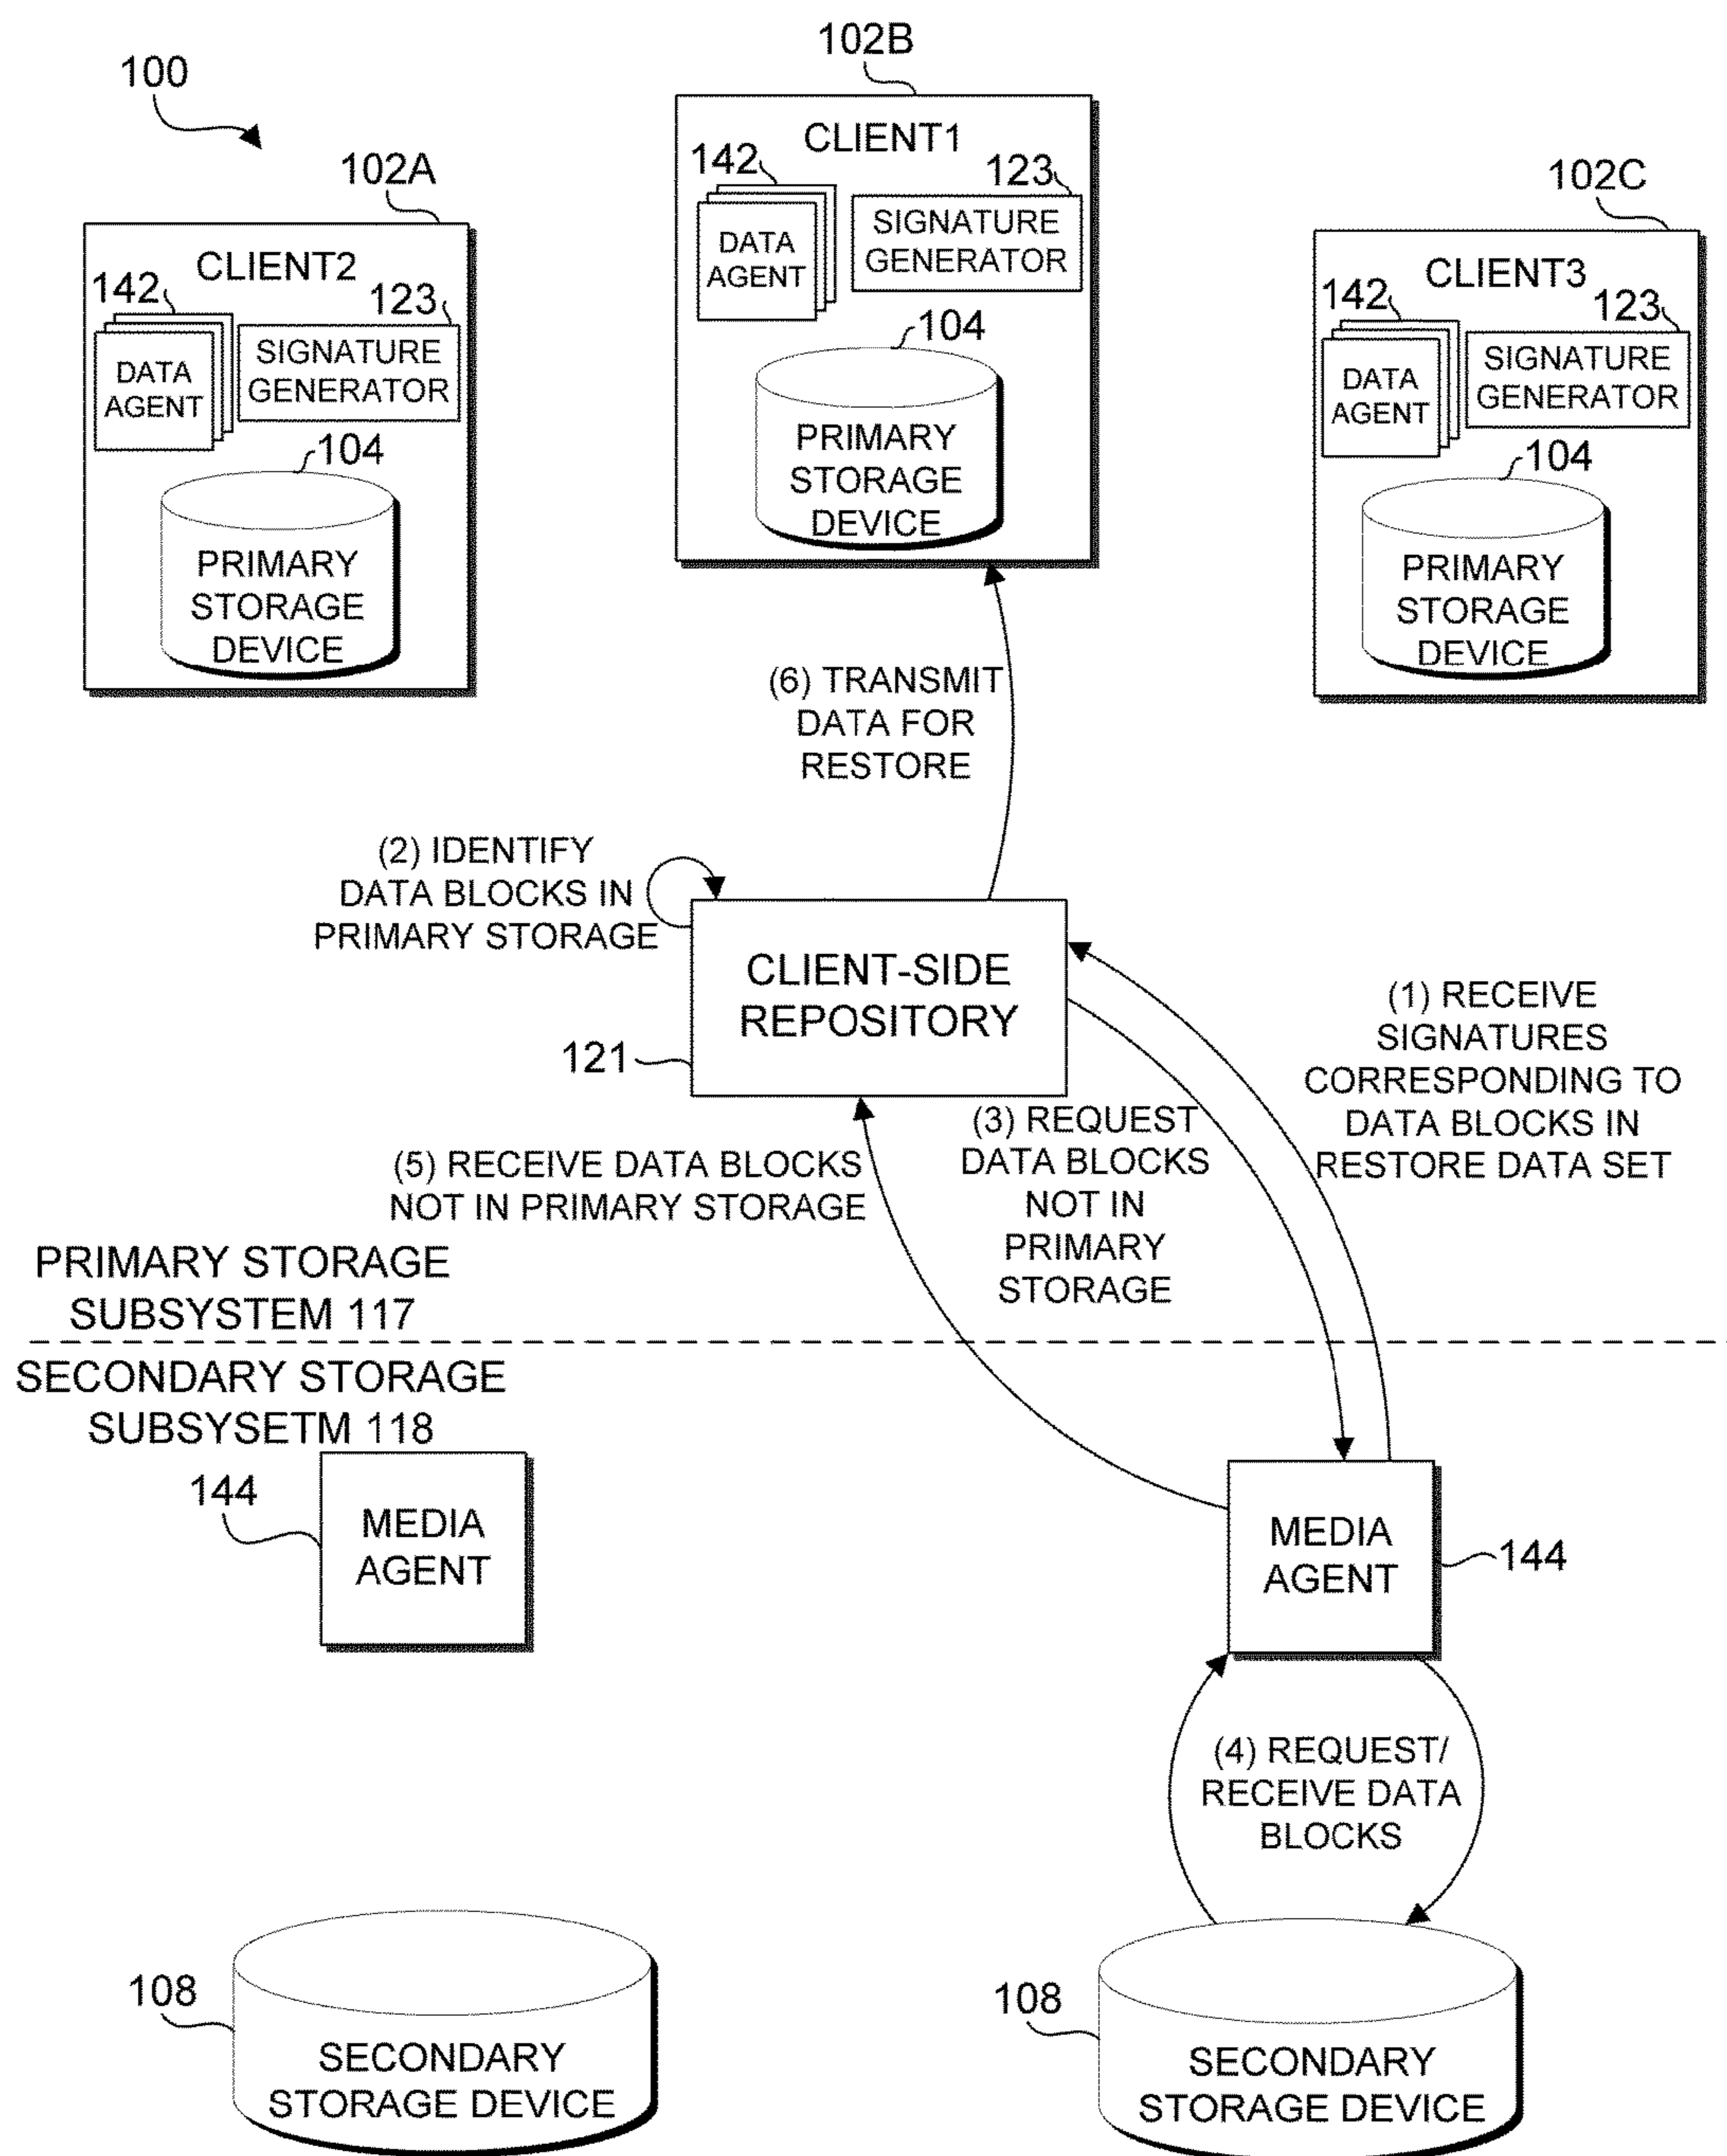 100
102A
CLIENT2
142
123
DATA
AGENT
SIGNATURE
GENERATOR
104
PRIMARY
STORAGE
DEVICE
102B
CLIENT1
142
123
DATA
AGENT
SIGNATURE
GENERATOR
104
PRIMARY
STORAGE
DEVICE
102C
CLIENT3
142
123
DATA
AGENT
SIGNATURE
GENERATOR
104
PRIMARY
STORAGE
DEVICE
(6) TRANSMIT
DATA FOR
RESTORE
(2) IDENTIFY
DATA BLOCKS IN
PRIMARY STORAGE
CLIENT-SIDE
REPOSITORY
121
(1) RECEIVE
SIGNATURES
CORRESPONDING TO
DATA BLOCKS IN
RESTORE DATA SET
(3) REQUEST
DATA BLOCKS
NOT IN
PRIMARY
STORAGE
(5) RECEIVE DATA BLOCKS
NOT IN PRIMARY STORAGE
PRIMARY STORAGE
SUBSYSTEM 117
SECONDARY STORAGE
SUBSYSETM 118
144
MEDIA
AGENT
MEDIA
AGENT
144
(4) REQUEST/
RECEIVE DATA
BLOCKS
108
SECONDARY
STORAGE DEVICE
108
SECONDARY
STORAGE DEVICE